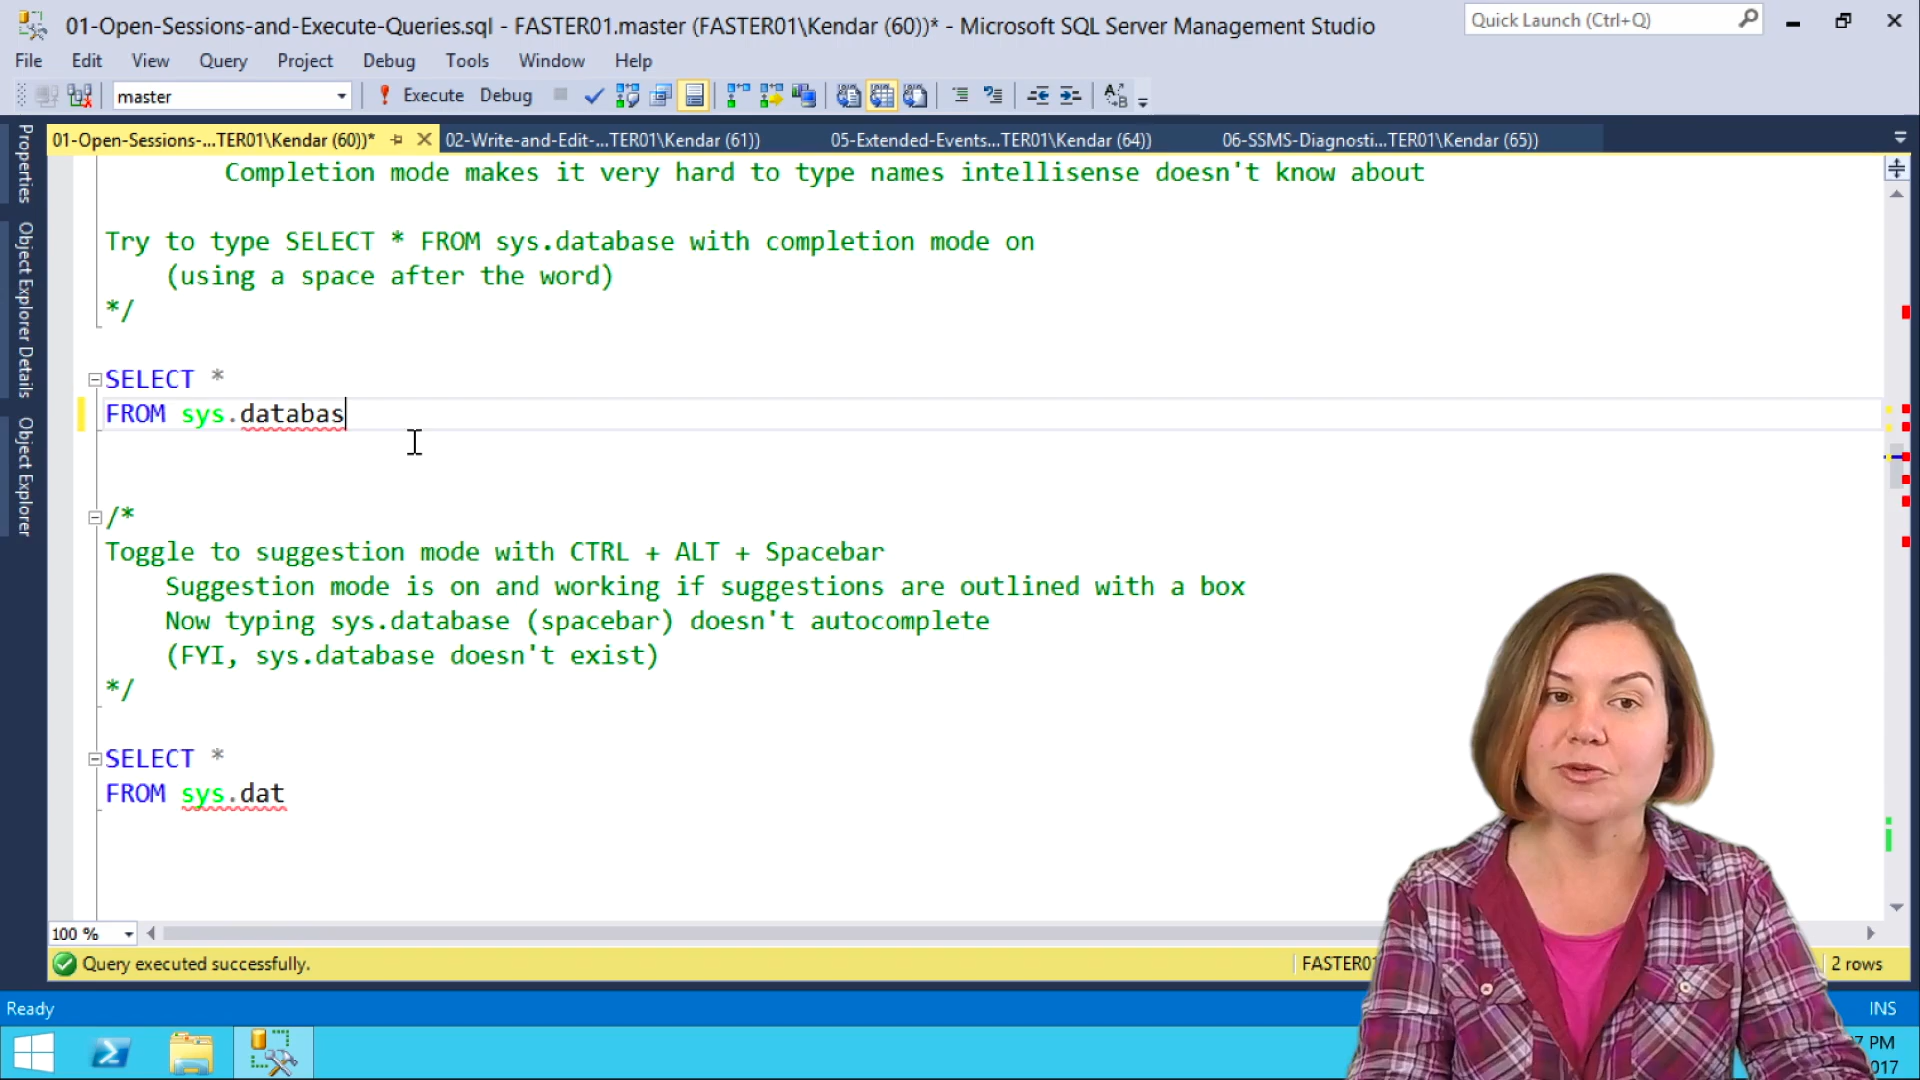 01-Open-Sessions-and-Execute-Queries.sql - FASTER01.master (FASTER01\Kendar (60))* - Microsoft SQL Server Management Studio
Quick Launch (Ctrl+Q)
File Edit View Query Project Debug Tools Window Help
master
Execute Debug
01-Open-Sessions-...TER01\Kendar (60))*
02-Write-and-Edit-...TER01\Kendar (61))
05-Extended-Events...TER01\Kendar (64))
06-SSMS-Diagnosti...TER01\Kendar (65))
Properties
Object Explorer Details
Object Explorer
Completion mode makes it very hard to type names intellisense doesn't know about
Try to type SELECT * FROM sys.database with completion mode on
(using a space after the word)
*/
SELECT *
FROM sys.databas
/*
Toggle to suggestion mode with CTRL + ALT + Spacebar
Suggestion mode is on and working if suggestions are outlined with a box
Now typing sys.database (spacebar) doesn't autocomplete
(FYI, sys.database doesn't exist)
*/
SELECT *
FROM sys.dat
100 %
Query executed successfully.
FASTER01
2 rows
Ready
INS
7 PM
017